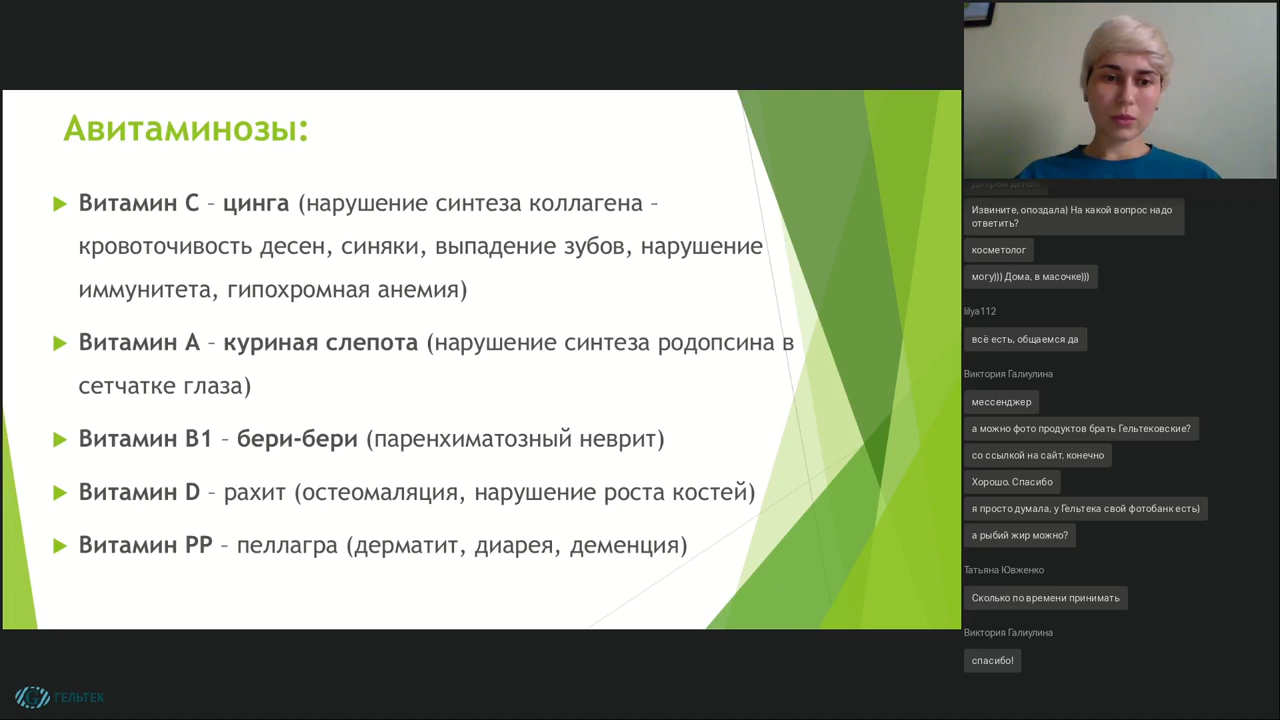 Авитаминозы:
Витамин С – цинга (нарушение синтеза коллагена –
кровоточивость десен, синяки, выпадение зубов, нарушение
иммунитета, гипохромная анемия)
Витамин А – куриная слепота (нарушение синтеза родопсина в
сетчатке глаза)
Витамин В1 – бери-бери (паренхиматозный неврит)
Витамин D – рахит (остеомаляция, нарушение роста костей)
Витамин РР – пеллагра (дерматит, диарея, деменция)
ГЕЛЬТЕК
Извините, опоздала) На какой вопрос надо
ответить?
косметолог
могу))) Дома, в масочке)))
lilya112
всё есть, общаемся да
Виктория Галиулина
мессенджер
а можно фото продуктов брать Гельтековские?
со ссылкой на сайт, конечно
Хорошо. Спасибо
я просто думала, у Гельтека свой фотобанк есть)
а рыбий жир можно?
Татьяна Ювженко
Сколько по времени принимать
Виктория Галиулина
спасибо!